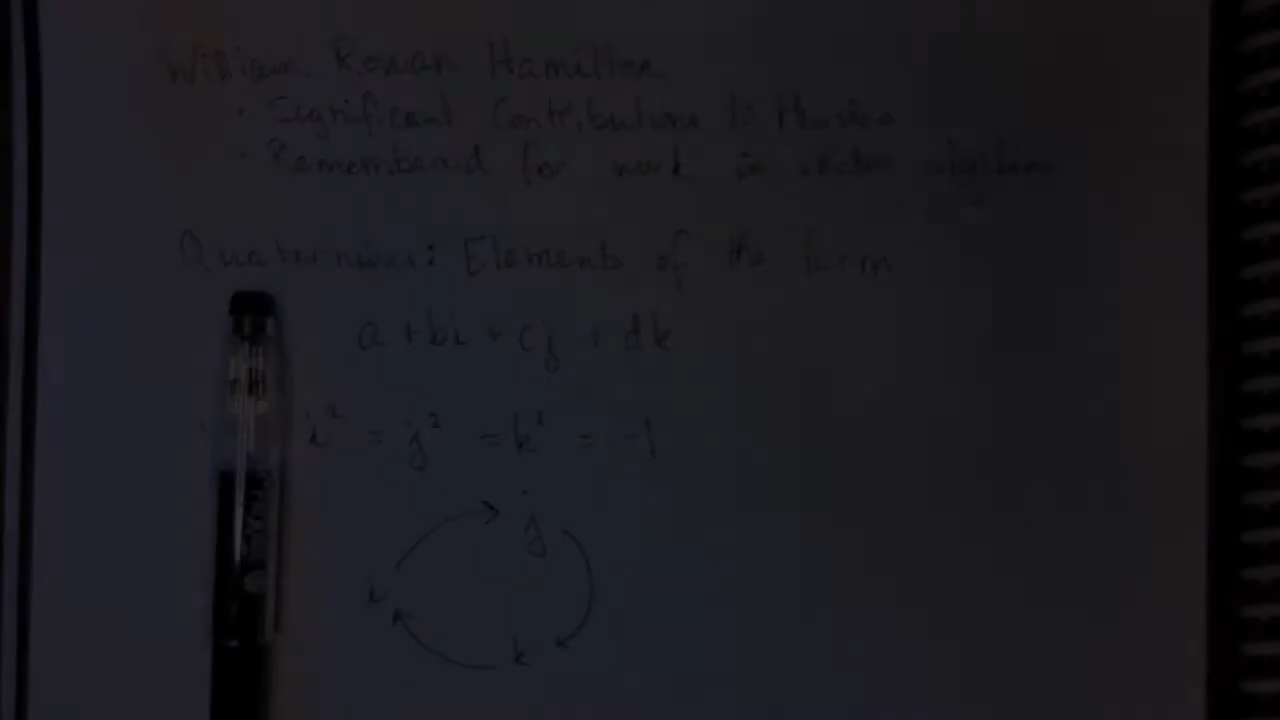 William Rowan Hamilton
· Significant Contributions to Physics
· Remembered for work in vector algebra
Quaternions: Elements of the form
a + bi + cj + dk
i² = j² = k² = -1
j
i
k